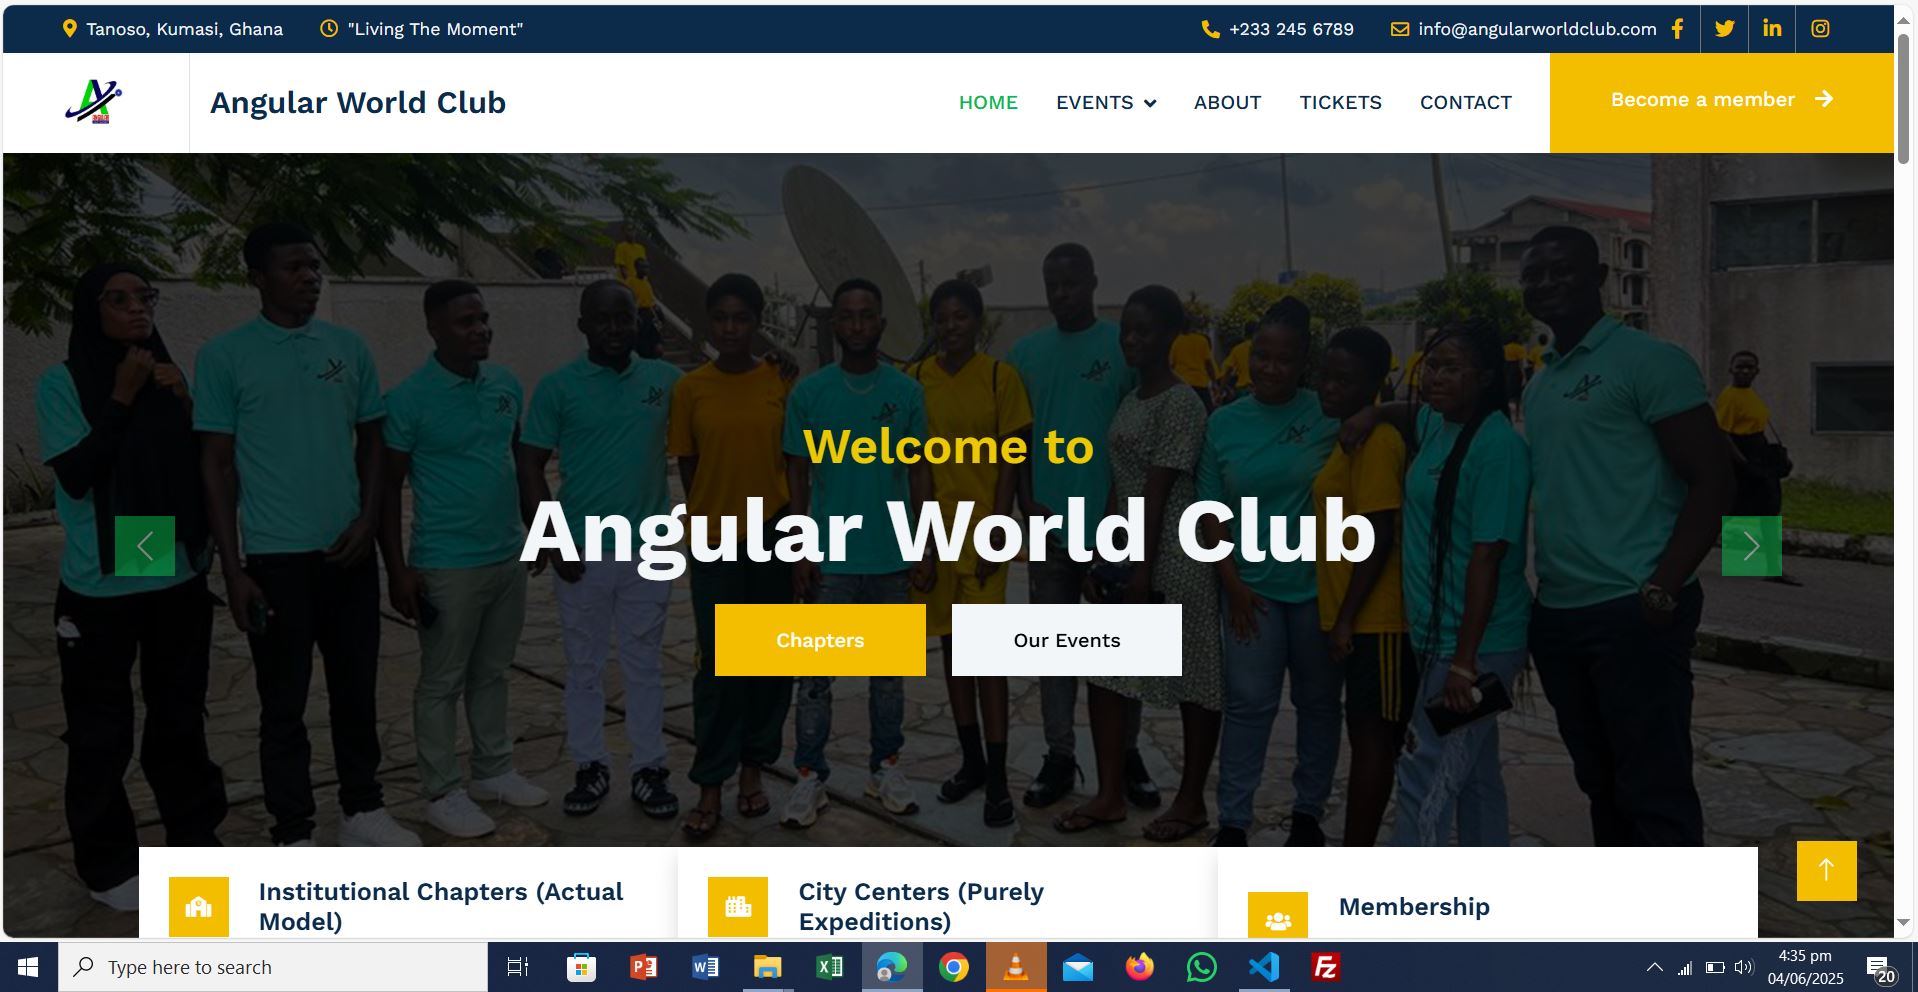 Tanoso, Kumasi, Ghana
"Living The Moment"
+233 245 6789
info@angularworldclub.com
Angular World Club
HOME
EVENTS
ABOUT
TICKETS
CONTACT
Become a member
Welcome to
Angular World Club
Chapters
Our Events
Institutional Chapters (Actual
Model)
City Centers (Purely
Expeditions)
Membership
Type here to search
4:35 pm
04/06/2025
20